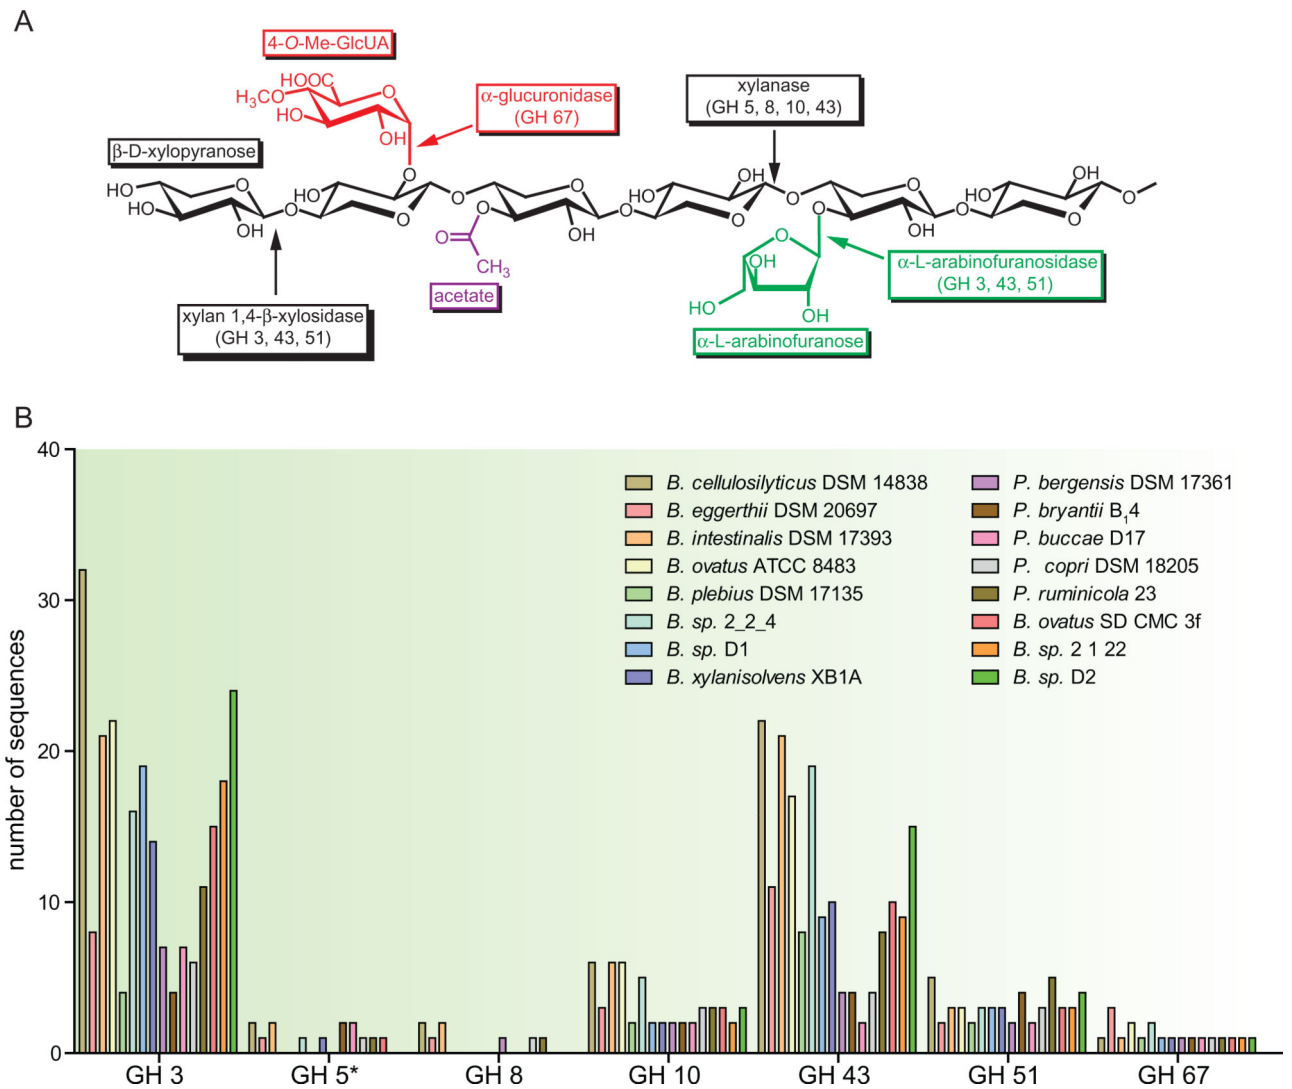 A
4-O-Me-GlcUA
HOOC
H3CO
O
HO
OH
α-glucuronidase
(GH 67)
xylanase
(GH 5, 8, 10, 43)
β-D-xylopyranose
HO
HO
O
OH
O
HO
O
O
O
O
O
OH
O
HO
OH
O
O
O
O
OH
O
HO
OH
O
O
O
CH3
acetate
xylan 1,4-β-xylosidase
(GH 3, 43, 51)
O
OH
HO
OH
α-L-arabinofuranosidase
(GH 3, 43, 51)
α-L-arabinofuranose
B
number of sequences
40
30
20
10
0
B. cellulosilyticus DSM 14838
B. eggerthii DSM 20697
B. intestinalis DSM 17393
B. ovatus ATCC 8483
B. plebius DSM 17135
B. sp. 2_2_4
B. sp. D1
B. xylanisolvens XB1A
P. bergensis DSM 17361
P. bryantii B14
P. buccae D17
P. copri DSM 18205
P. ruminicola 23
B. ovatus SD CMC 3f
B. sp. 2 1 22
B. sp. D2
GH 3
GH 5*
GH 8
GH 10
GH 43
GH 51
GH 67